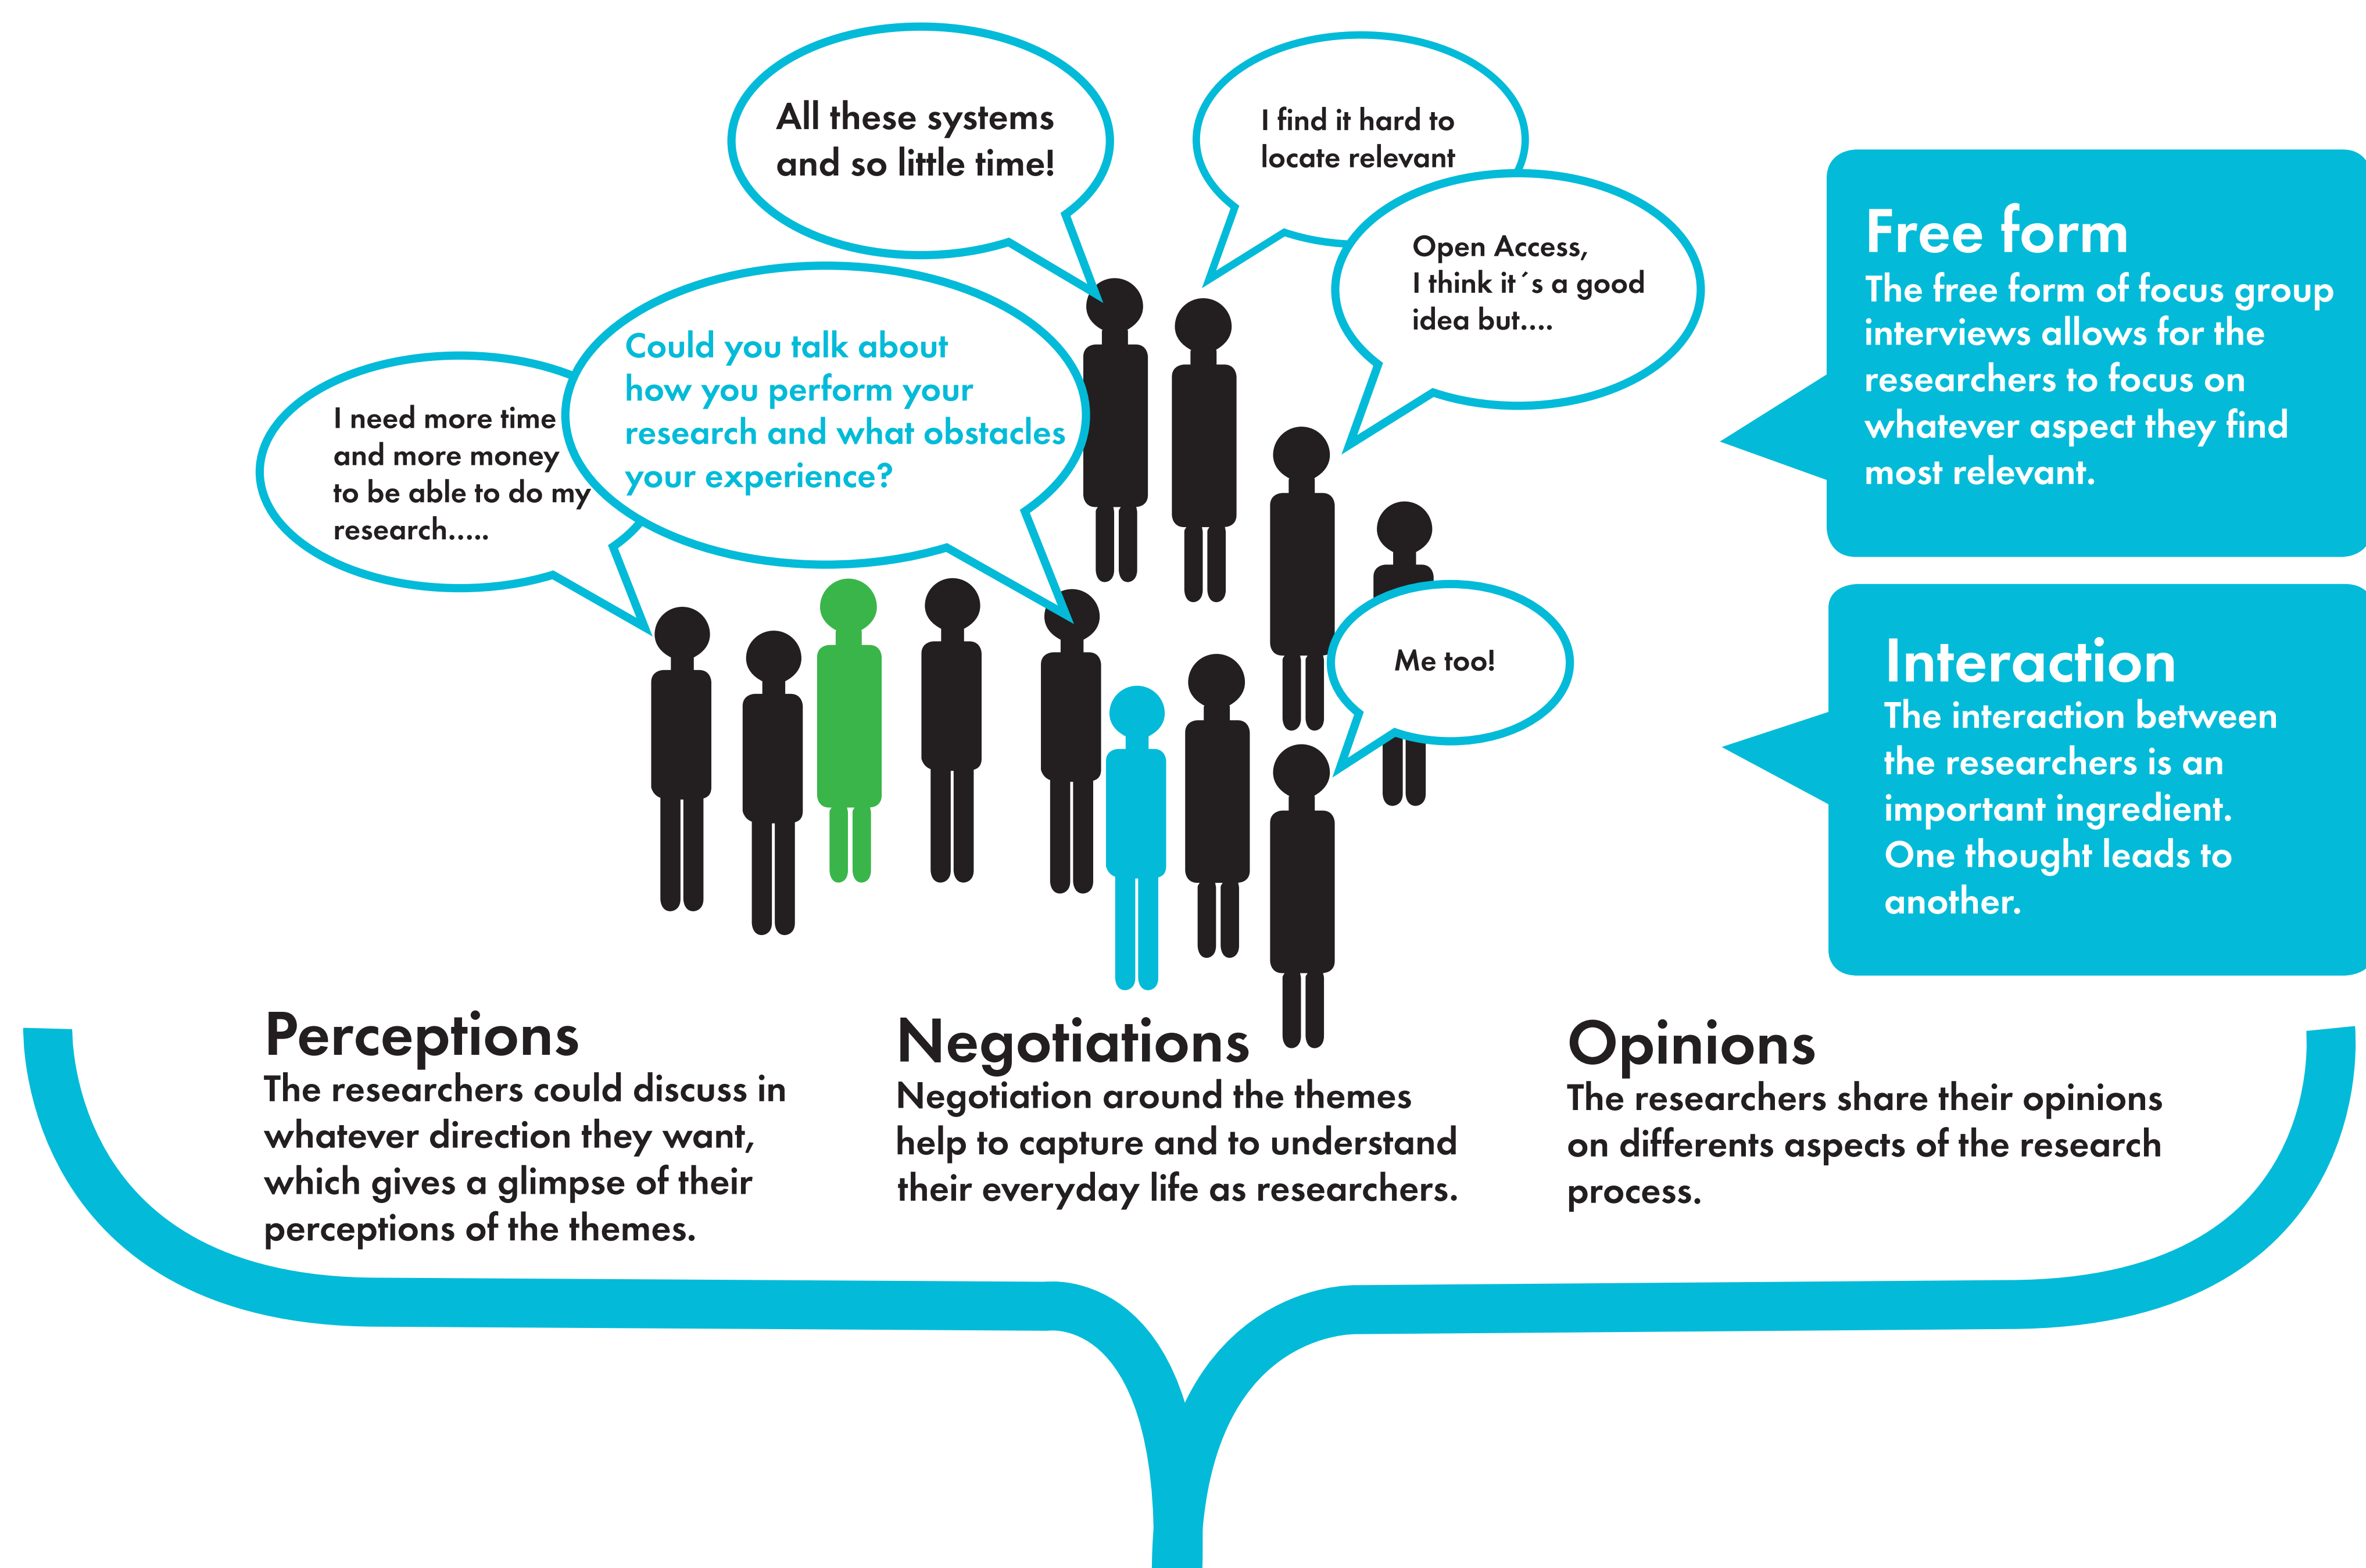 All these systems
and so little time!
I find it hard to
locate relevant
Open Access,
I think it´s a good
idea but....
Could you talk about
how you perform your
research and what obstacles
your experience?
I need more time
and more money
to be able to do my
research.....
Me too!
Free form
The free form of focus group
interviews allows for the
researchers to focus on
whatever aspect they find
most relevant.
Interaction
The interaction between
the researchers is an
important ingredient.
One thought leads to
another.
Perceptions
The researchers could discuss in
whatever direction they want,
which gives a glimpse of their
perceptions of the themes.
Negotiations
Negotiation around the themes
help to capture and to understand
their everyday life as researchers.
Opinions
The researchers share their opinions
on differents aspects of the research
process.